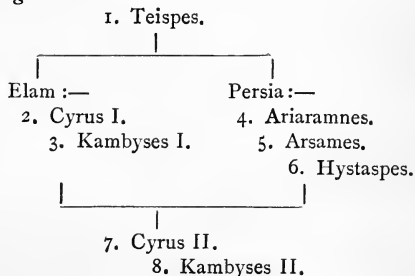 1. Teispes.
Elam :— Persia:—
2. Cyrus I. 4. Ariaramnes.
3. Kambyses I. 5. Arsames.
6. Hystaspes.
7. Cyrus II.
8. Kambyses II.